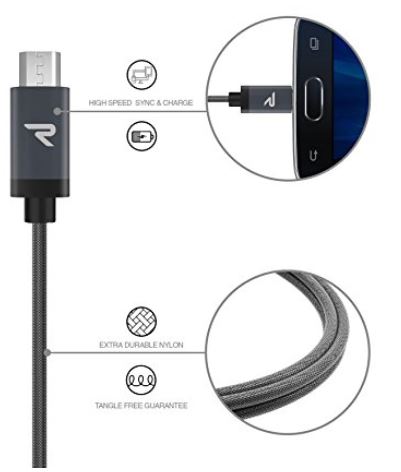 HIGH SPEED SYNC & CHARGE
EXTRA DURABLE NYLON
TANGLE FREE GUARANTEE